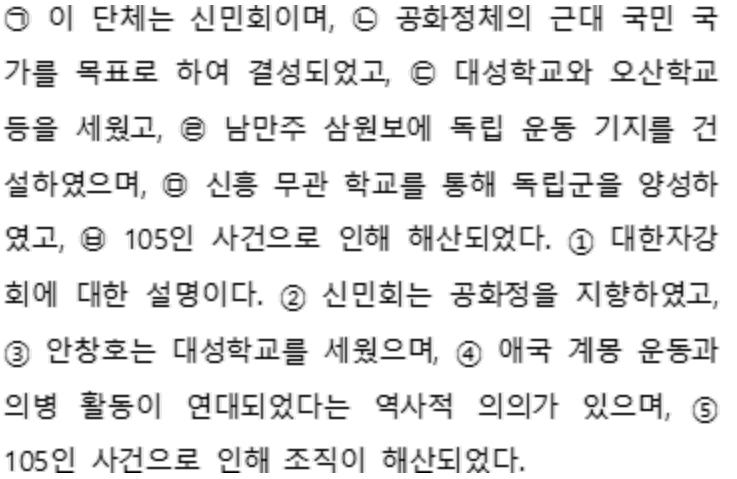 ㉠ 이 단체는 신민회이며, ㉡ 공화정체의 근대 국민 국
가를 목표로 하여 결성되었고, ㉢ 대성학교와 오산학교
등을 세웠고, ㉣ 남만주 삼원보에 독립 운동 기지를 건
설하였으며, ㉤ 신흥 무관 학교를 통해 독립군을 양성하
였고, ㉥ 105인 사건으로 인해 해산되었다. ① 대한자강
회에 대한 설명이다. ② 신민회는 공화정을 지향하였고,
③ 안창호는 대성학교를 세웠으며, ④ 애국 계몽 운동과
의병 활동이 연대되었다는 역사적 의의가 있으며, ⑤
105인 사건으로 인해 조직이 해산되었다.